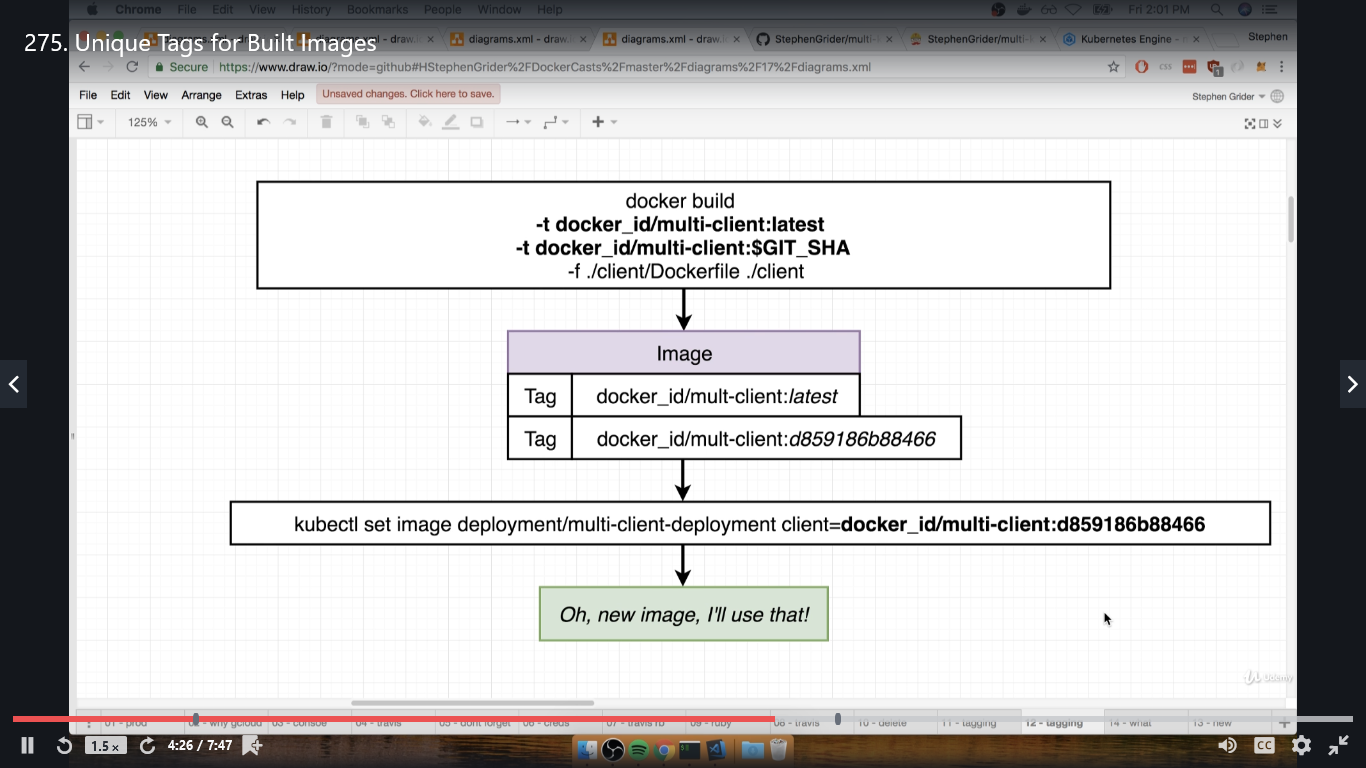 Chrome File Edit View History Bookmarks People Window Help Fri 2:01 PM
275. Unique Tags for Built Images
diagrams.xml - draw. diagrams.xml - draw. StephenGrider/multi- StephenGrider/multi- Kubernetes Engine - Stephen
Secure https://www.draw.io/?mode=github#HStephenGrider%2FDockerCasts%2Fmaster%2Fdiagrams%2F17%2Fdiagrams.xml
File Edit View Arrange Extras Help Unsaved changes. Click here to save. Stephen Grider
125%
docker build
-t docker_id/multi-client:latest
-t docker_id/multi-client:$GIT_SHA
-f ./client/Dockerfile ./client
Image
Tag docker_id/mult-client:latest
Tag docker_id/mult-client:d859186b88466
kubectl set image deployment/multi-client-deployment client=docker_id/multi-client:d859186b88466
Oh, new image, I'll use that!
Udemy
01 - prod 02 - why gcloud 04 - travis 05 - dont forget 06 - creds 09 - ruby 08 - travis 10 - delete 11 - tagging 12 - tagging 14 - what 13 - new
1.5 x 4:26 / 7:47 CC